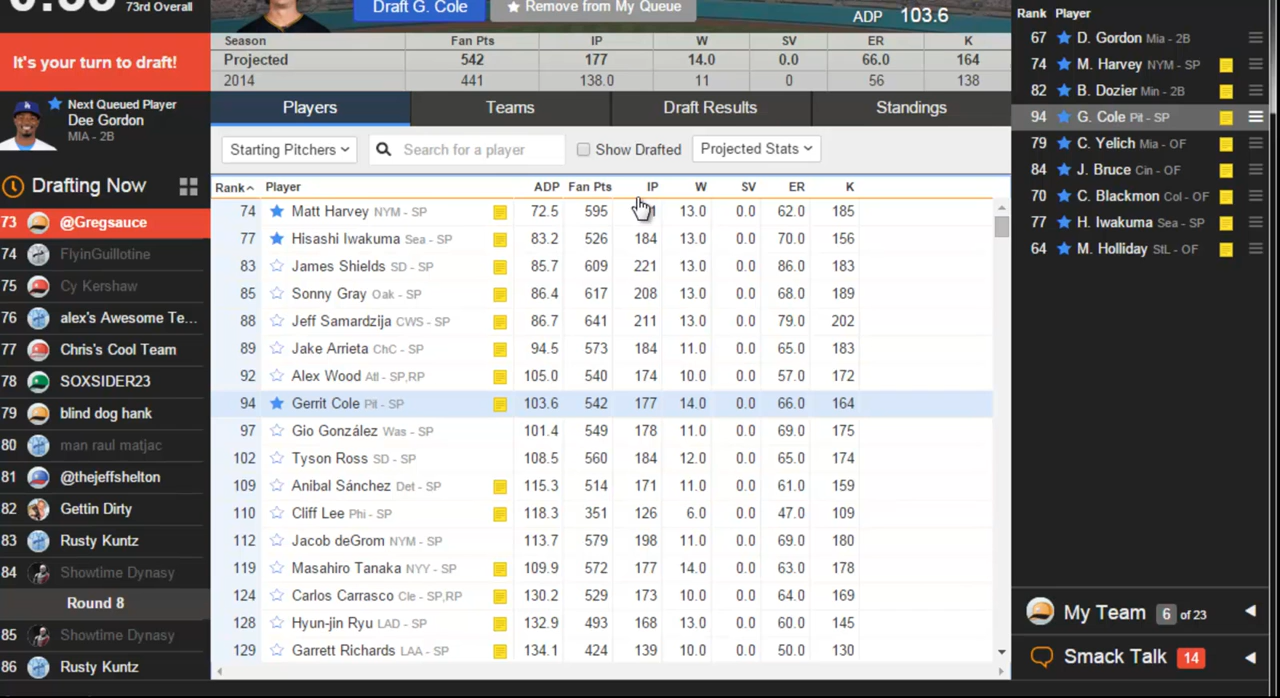 73rd Overall
Draft G. Cole
★ Remove from My Queue
ADP 103.6
It's your turn to draft!
Next Queued Player
Dee Gordon
MIA - 2B
Drafting Now
73 @Gregsauce
74 FlyinGuillotine
75 Cy Kershaw
76 alex's Awesome Te...
77 Chris's Cool Team
78 SOXSIDER23
79 blind dog hank
80 man raul matjac
81 @thejeffshelton
82 Gettin Dirty
83 Rusty Kuntz
84 Showtime Dynasy
Round 8
85 Showtime Dynasy
86 Rusty Kuntz
Season Fan Pts IP W SV ER K
Projected 542 177 14.0 0.0 66.0 164
2014 441 138.0 11 0 56 138
Players Teams Draft Results Standings
Starting Pitchers Search for a player Show Drafted Projected Stats
Rank Player ADP Fan Pts IP W SV ER K
74 Matt Harvey NYM - SP 72.5 595 13.0 0.0 62.0 185
77 Hisashi Iwakuma Sea - SP 83.2 526 184 13.0 0.0 70.0 156
83 James Shields SD - SP 85.7 609 221 13.0 0.0 86.0 183
85 Sonny Gray Oak - SP 86.4 617 208 13.0 0.0 68.0 189
88 Jeff Samardzija CWS - SP 86.7 641 211 13.0 0.0 79.0 202
89 Jake Arrieta ChC - SP 94.5 573 184 11.0 0.0 65.0 183
92 Alex Wood Atl - SP,RP 105.0 540 174 10.0 0.0 57.0 172
94 Gerrit Cole Pit - SP 103.6 542 177 14.0 0.0 66.0 164
97 Gio González Was - SP 101.4 549 178 11.0 0.0 69.0 175
102 Tyson Ross SD - SP 108.5 560 184 12.0 0.0 65.0 174
109 Anibal Sánchez Det - SP 115.3 514 171 11.0 0.0 61.0 159
110 Cliff Lee Phi - SP 118.3 351 126 6.0 0.0 47.0 109
112 Jacob deGrom NYM - SP 113.7 579 198 11.0 0.0 69.0 180
119 Masahiro Tanaka NYY - SP 109.9 572 177 14.0 0.0 63.0 178
124 Carlos Carrasco Cle - SP,RP 130.2 529 173 10.0 0.0 64.0 169
128 Hyun-jin Ryu LAD - SP 132.9 493 168 13.0 0.0 60.0 145
129 Garrett Richards LAA - SP 134.1 424 139 10.0 0.0 50.0 130
Rank Player
67 D. Gordon Mia - 2B
74 M. Harvey NYM - SP
82 B. Dozier Min - 2B
94 G. Cole Pit - SP
79 C. Yelich Mia - OF
84 J. Bruce Cin - OF
70 C. Blackmon Col - OF
77 H. Iwakuma Sea - SP
64 M. Holliday StL - OF
My Team 6 of 23
Smack Talk 14